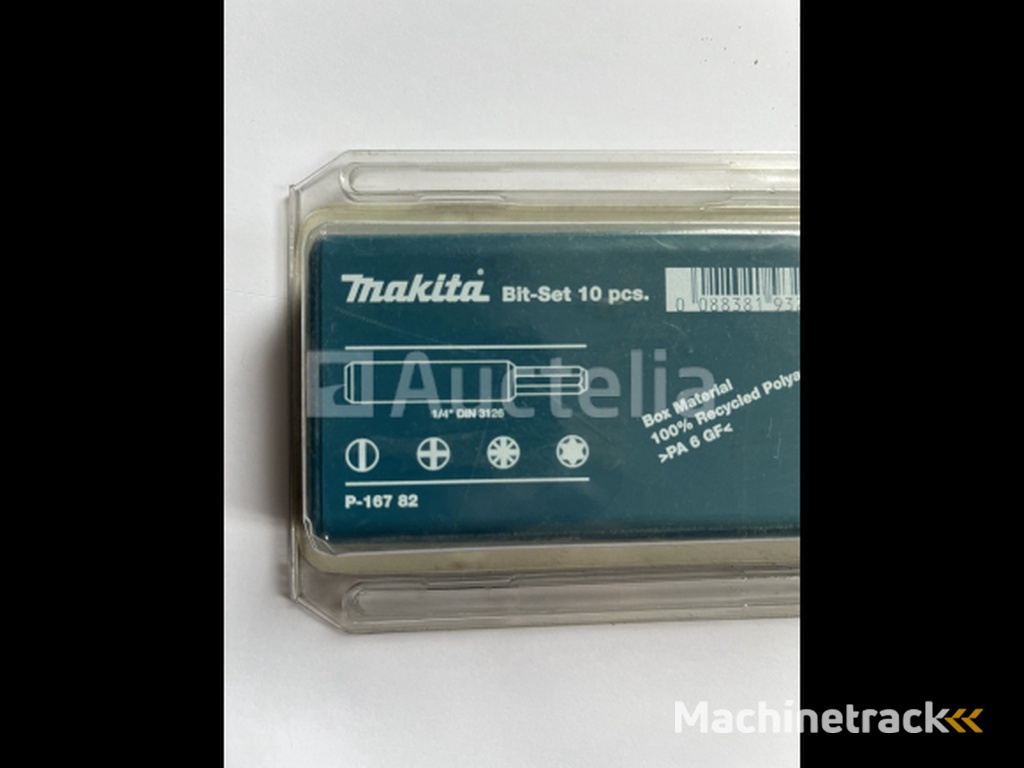 makita Bit-Set 10 pcs.
0 088381 932
Auctelia
1/4" DIN 3126
Box Material
100% Recycled Polya
>PA 6 GF<
P-167 82
Machinetrack